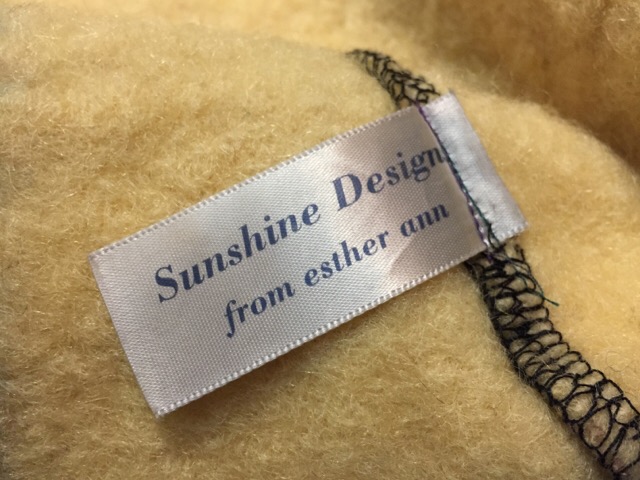 Sunshine Design
from esther ann